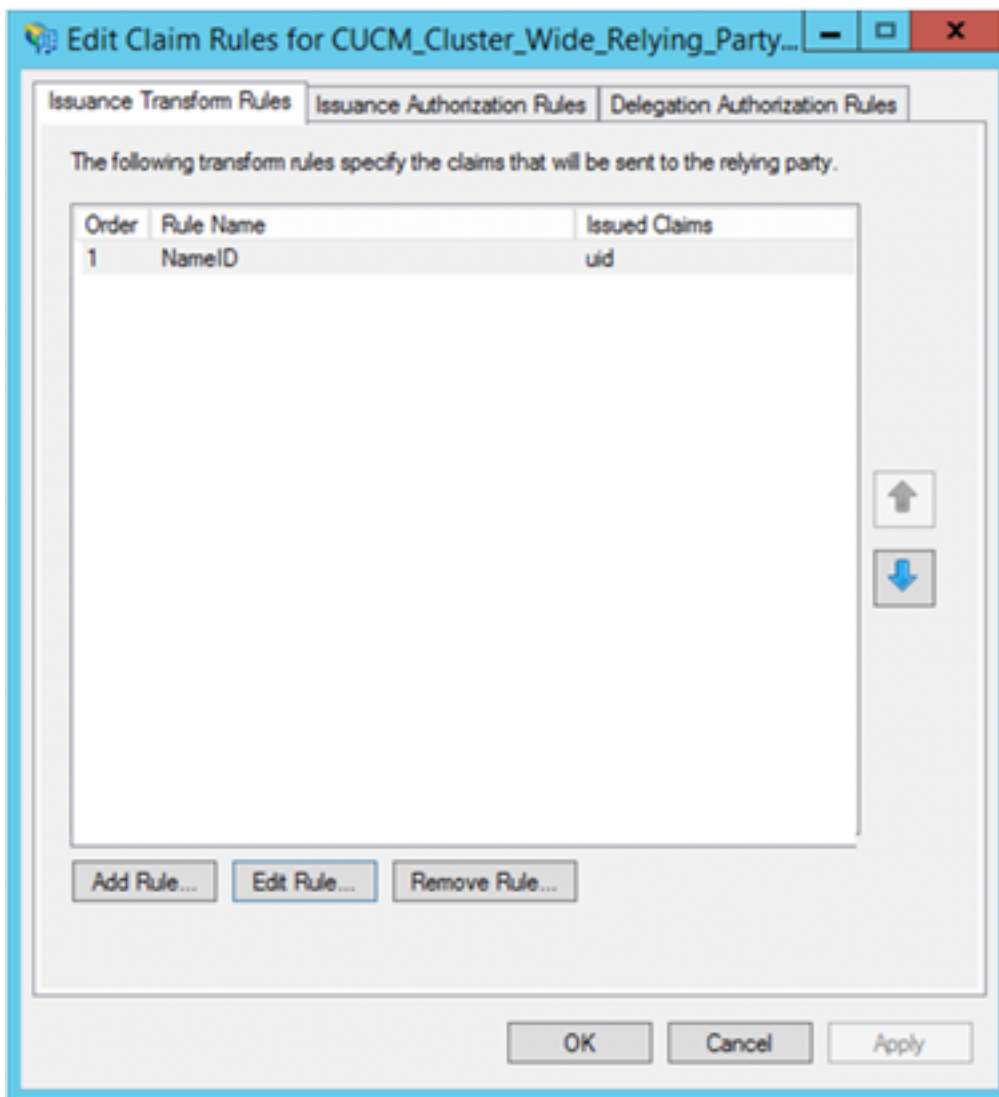 Edit Claim Rules for CUCM_Cluster_Wide_Relying_Party...
Issuance Transform Rules Issuance Authorization Rules Delegation Authorization Rules
The following transform rules specify the claims that will be sent to the relying party.
Order Rule Name Issued Claims
1 NameID uid
Add Rule... Edit Rule... Remove Rule...
OK Cancel Apply